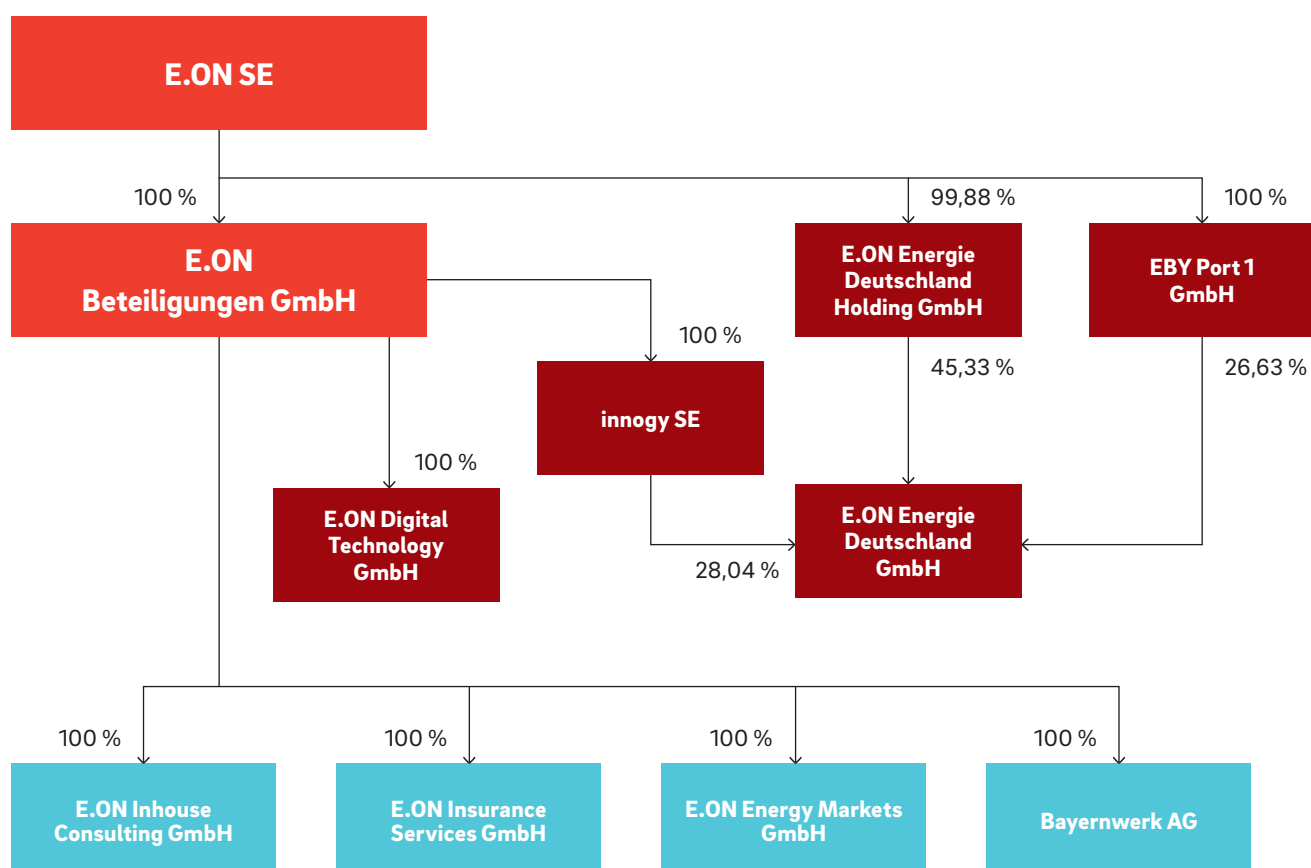 E.ON SE
100 %
99,88 %
100 %
E.ON
Beteiligungen GmbH
E.ON Energie
Deutschland
Holding GmbH
EBY Port 1
GmbH
100 %
45,33 %
26,63 %
innogy SE
100 %
E.ON Digital
Technology
GmbH
E.ON Energie
Deutschland
GmbH
28,04 %
100 %
100 %
100 %
100 %
E.ON Inhouse
Consulting GmbH
E.ON Insurance
Services GmbH
E.ON Energy Markets
GmbH
Bayernwerk AG